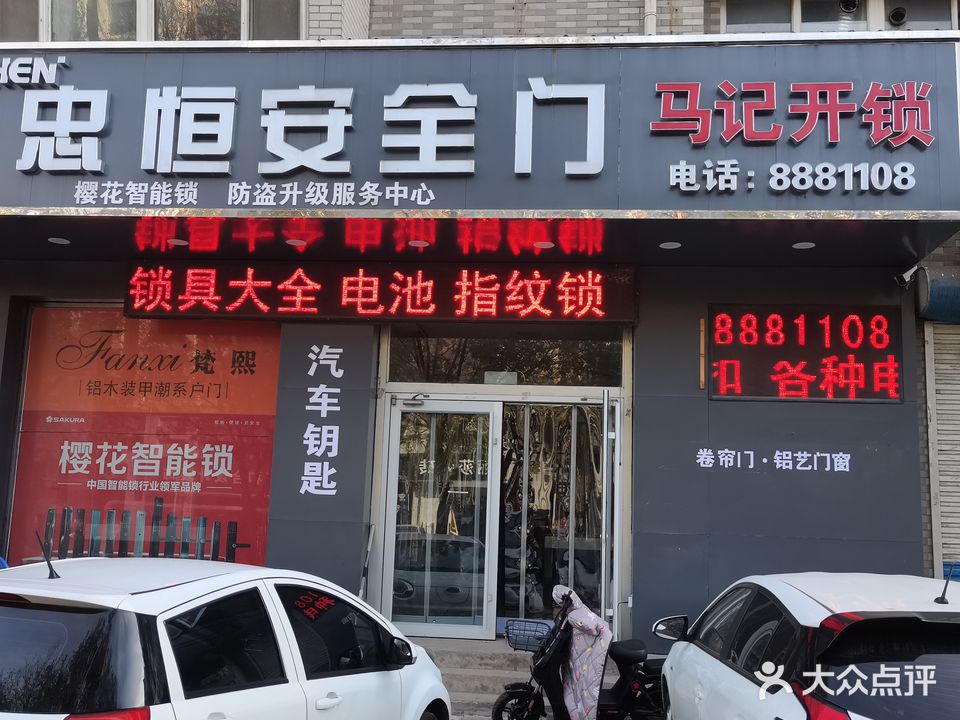 HEN
忠恒安全门
马记开锁
樱花智能锁 防盗升级服务中心
电话：8881108
锁具大全 电池 指纹锁
8881108
各种
Fanxi 梵熙
铝木装甲潮系户门
SAKURA
樱花智能锁
中国智能锁行业领军品牌
汽车钥匙
卷帘门·铝艺门窗
大众点评